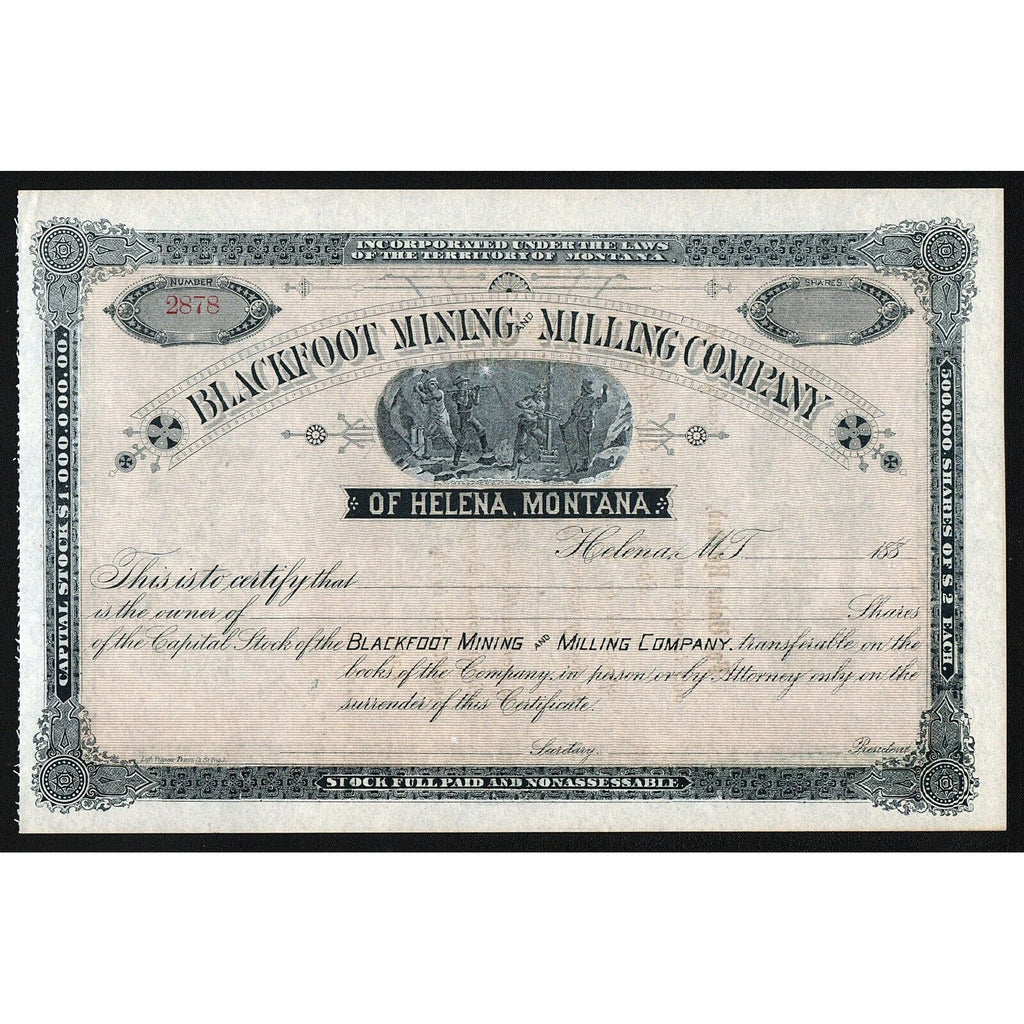 INCORPORATED UNDER THE LAWS
OF THE TERRITORY OF MONTANA
NUMBER
2878
SHARES
BLACKFOOT MINING AND MILLING COMPANY
OF HELENA, MONTANA.
CAPITAL STOCK $1.000.000.00.
500,000. SHARES OF $2 EACH.
Helena, M.T. 188
This is to certify that
is the owner of Shares
of the Capital Stock of the BLACKFOOT MINING AND MILLING COMPANY. transferable on the
books of the Company, in person or by Attorney only on the
surrender of this Certificate.
Secretary. President.
STOCK FULL PAID AND NONASSESSABLE